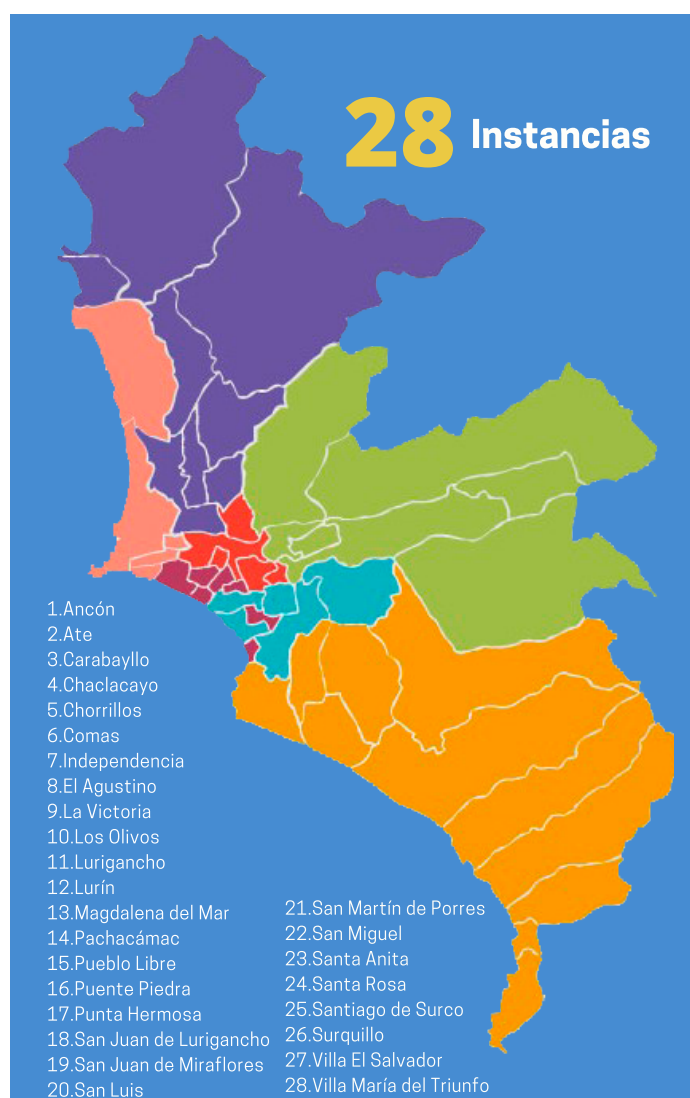 28 Instancias
1.Ancón
2.Ate
3.Carabayllo
4.Chaclacayo
5.Chorrillos
6.Comas
7.Independencia
8.El Agustino
9.La Victoria
10.Los Olivos
11.Lurigancho
12.Lurín
13.Magdalena del Mar
14.Pachacámac
15.Pueblo Libre
16.Puente Piedra
17.Punta Hermosa
18.San Juan de Lurigancho
19.San Juan de Miraflores
20.San Luis
21.San Martín de Porres
22.San Miguel
23.Santa Anita
24.Santa Rosa
25.Santiago de Surco
26.Surquillo
27.Villa El Salvador
28.Villa María del Triunfo